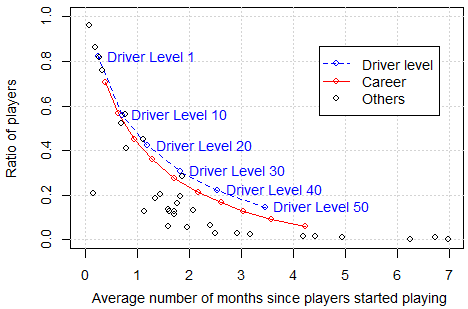 1.0
0.8
0.6
0.4
0.2
0.0
Ratio of players
Driver Level 1
Driver Level 10
Driver Level 20
Driver Level 30
Driver Level 40
Driver Level 50
Driver level
Career
Others
0 1 2 3 4 5 6 7
Average number of months since players started playing